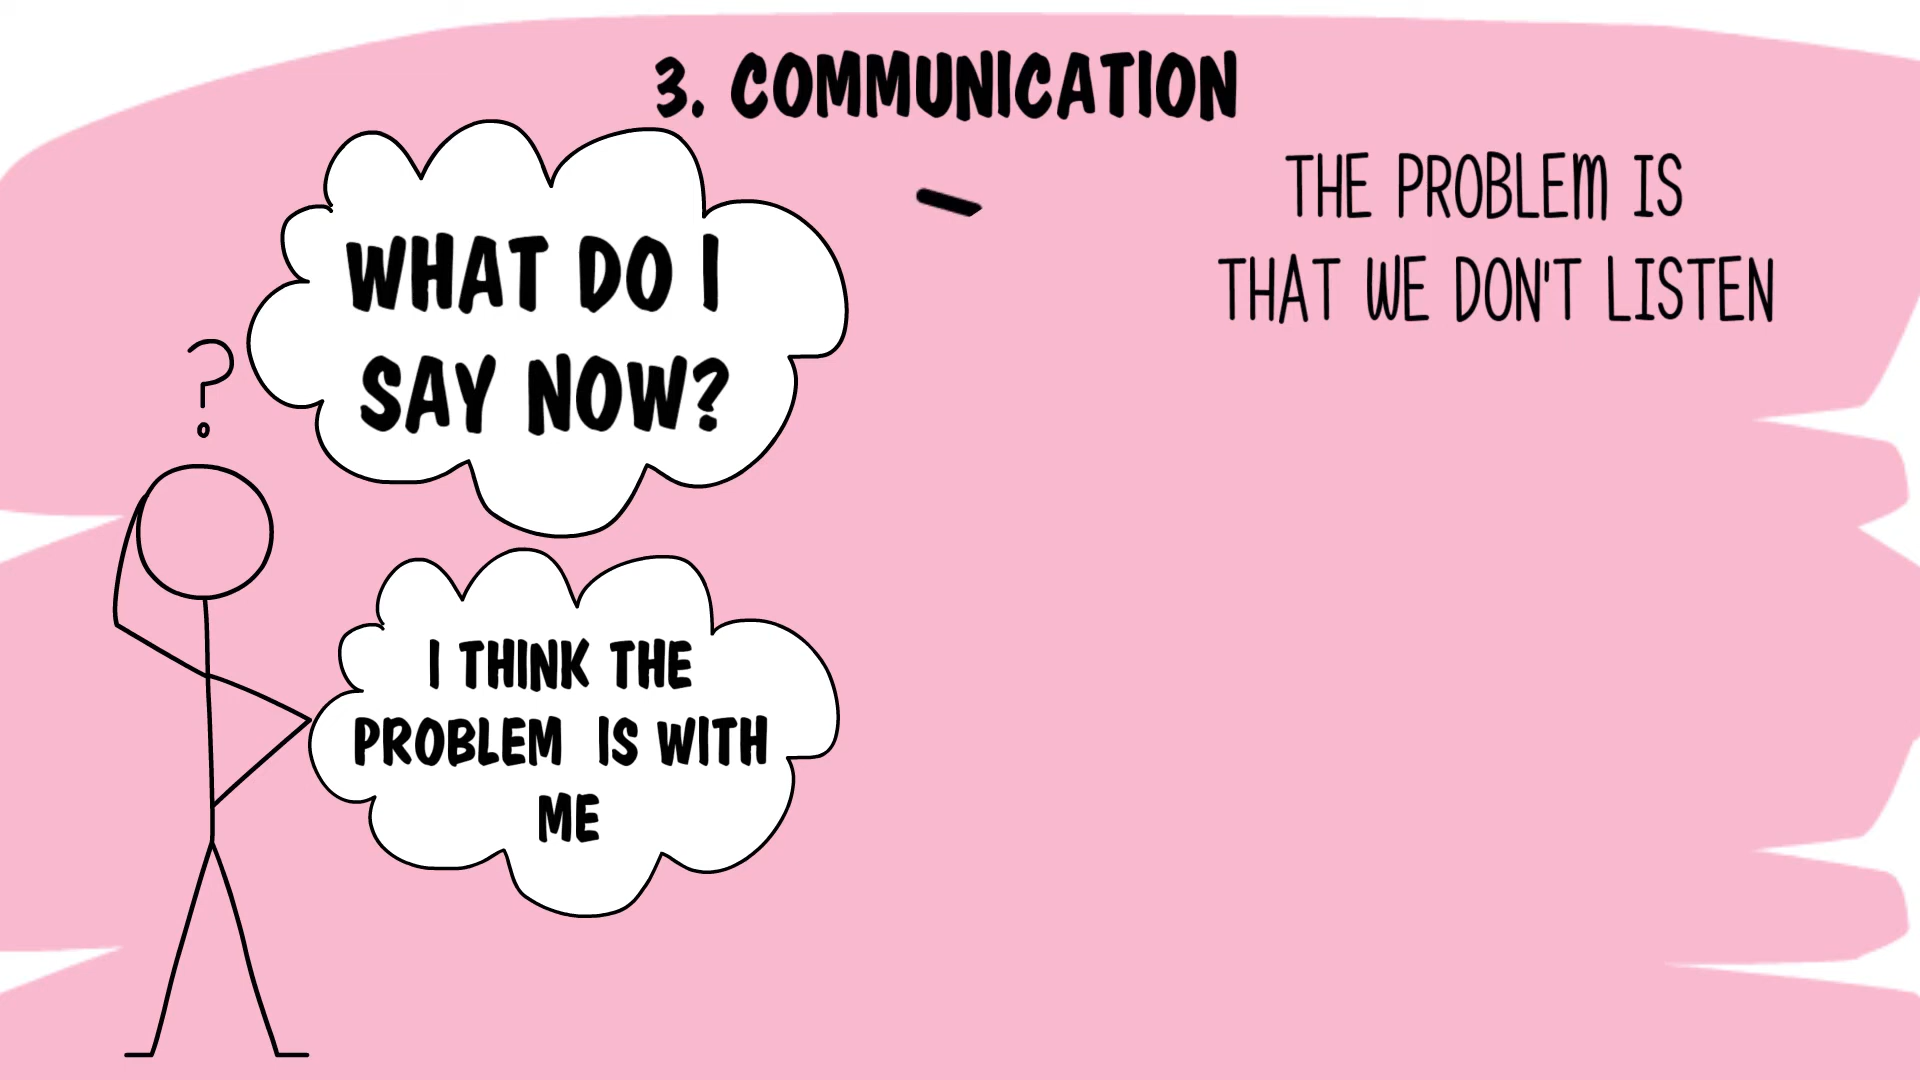 3. COMMUNICATION
WHAT DO I
SAY NOW?
?
I THINK THE
PROBLEM IS WITH
ME
THE PROBLEM IS
THAT WE DON'T LISTEN